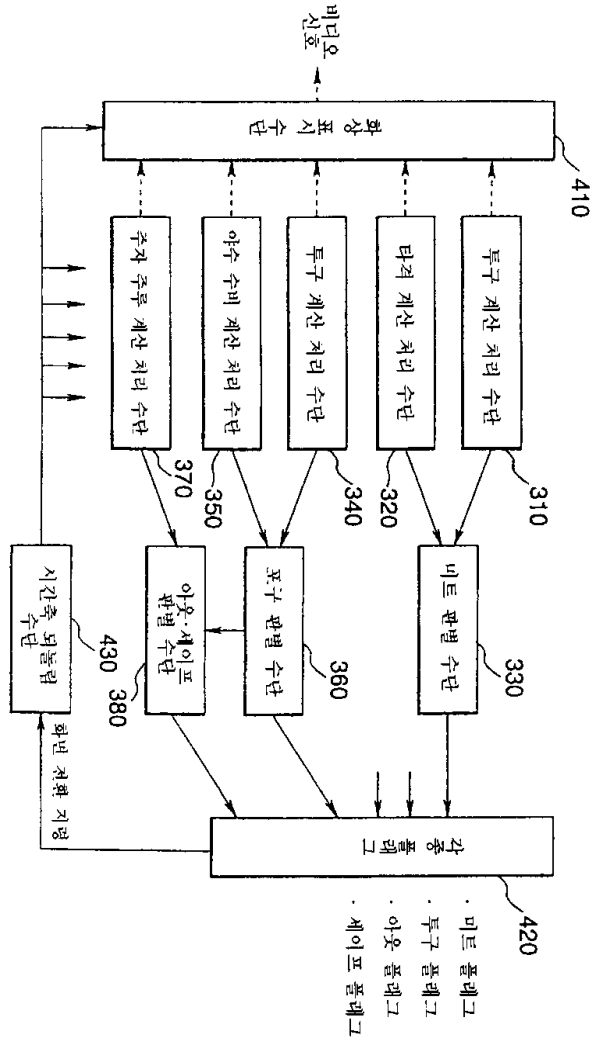 비디오
신호
화상 표시 수단
410
투구 계산 처리 수단
310
타격 계산 처리 수단
320
투구 계산 처리 수단
340
야수 수비 계산 처리 수단
350
주자 주루 계산 처리 수단
370
미트 판별 수단
330
포구 판별 수단
360
아웃·세이프
판별 수단
380
시간축 되돌림
수단
430
화면 전환 지령
각종 플래그
420
· 미트 플래그
· 투구 플래그
· 아웃 플래그
· 세이프 플래그